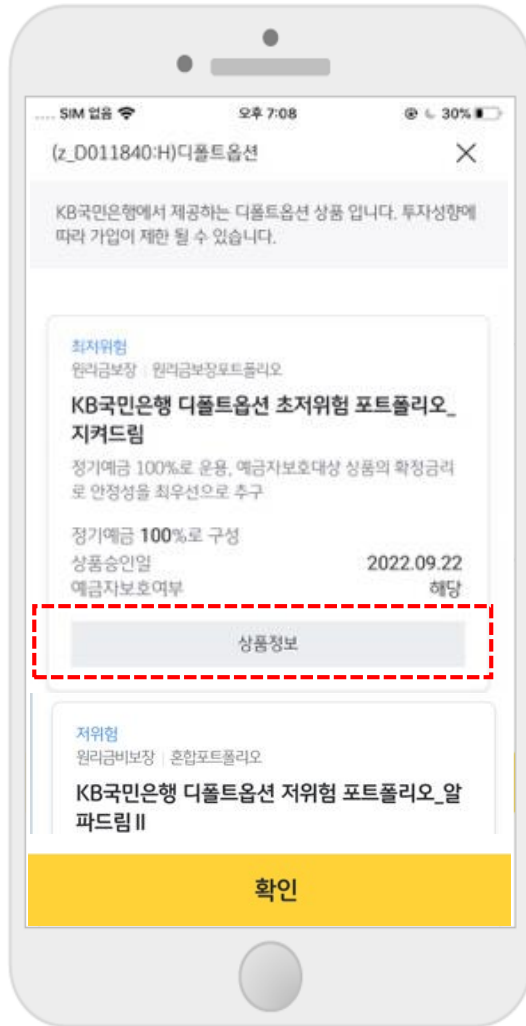 .... SIM 없음 오후 7:08 30%
(z_D011840:H)디폴트옵션
KB국민은행에서 제공하는 디폴트옵션 상품 입니다. 투자성향에
따라 가입이 제한 될 수 있습니다.
최저위험
원리금보장 | 원리금보장포트폴리오
KB국민은행 디폴트옵션 초저위험 포트폴리오_
지켜드림
정기예금 100%로 운용, 예금자보호대상 상품의 확정금리
로 안정성을 최우선으로 추구
정기예금 100%로 구성
상품승인일 2022.09.22
예금자보호여부 해당
상품정보
저위험
원리금비보장 | 혼합포트폴리오
KB국민은행 디폴트옵션 저위험 포트폴리오_알
파드림Ⅱ
확인